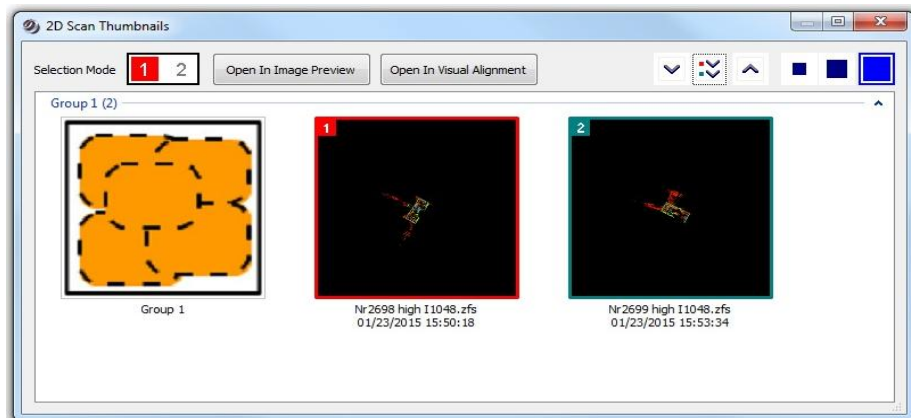 2D Scan Thumbnails
Selection Mode 1 2 Open In Image Preview Open In Visual Alignment
Group 1 (2)
1 2
Group 1 Nr2698 high I1048.zfs Nr2699 high I1048.zfs
01/23/2015 15:50:18 01/23/2015 15:53:34